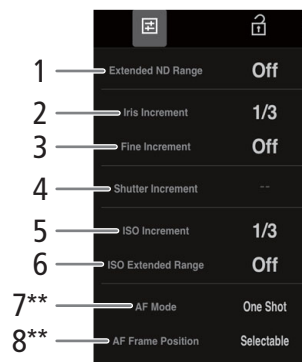 1 Extended ND Range Off
2 Iris Increment 1/3
3 Fine Increment Off
4 Shutter Increment --
5 ISO Increment 1/3
6 ISO Extended Range Off
7** AF Mode One Shot
8** AF Frame Position Selectable